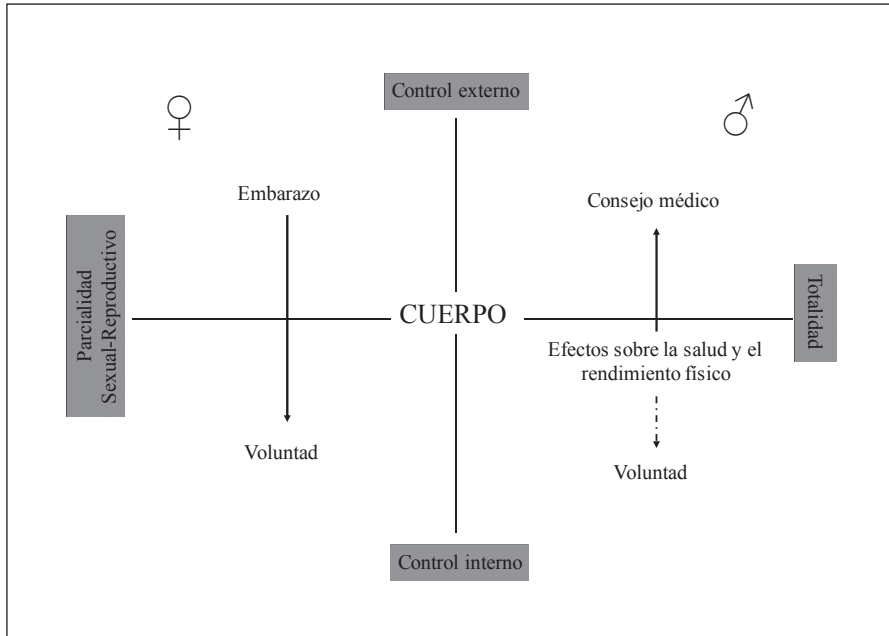 Control externo
♀
♂
Embarazo
Consejo médico
Parcialidad
Sexual-Reproductivo
CUERPO
Totalidad
Efectos sobre la salud y el
rendimiento físico
Voluntad
Voluntad
Control interno